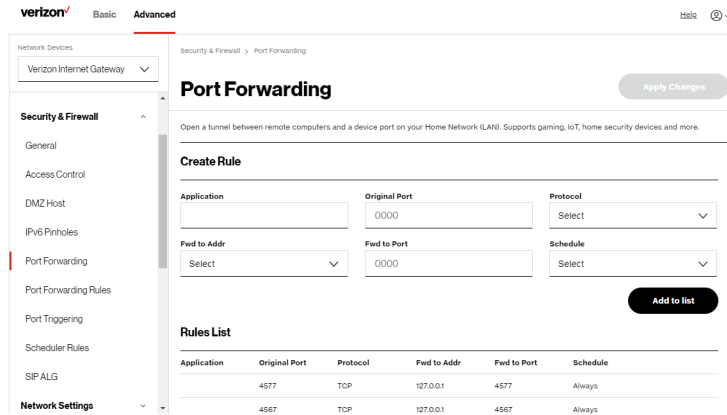 verizon
Basic
Advanced
Help
Network Devices
Verizon Internet Gateway
Security & Firewall
General
Access Control
DMZ Host
IPv6 Pinholes
Port Forwarding
Port Forwarding Rules
Port Triggering
Scheduler Rules
SIP ALG
Network Settings
Security & Firewall > Port Forwarding
Port Forwarding
Apply Changes
Open a tunnel between remote computers and a device port on your Home Network (LAN). Supports gaming, IoT, home security devices and more.
Create Rule
Application Original Port Protocol
0000 Select
Fwd to Addr Fwd to Port Schedule
Select 0000 Select
Add to list
Rules List
Application Original Port Protocol Fwd to Addr Fwd to Port Schedule
4577 TCP 127.0.0.1 4577 Always
4567 TCP 127.0.0.1 4567 Always